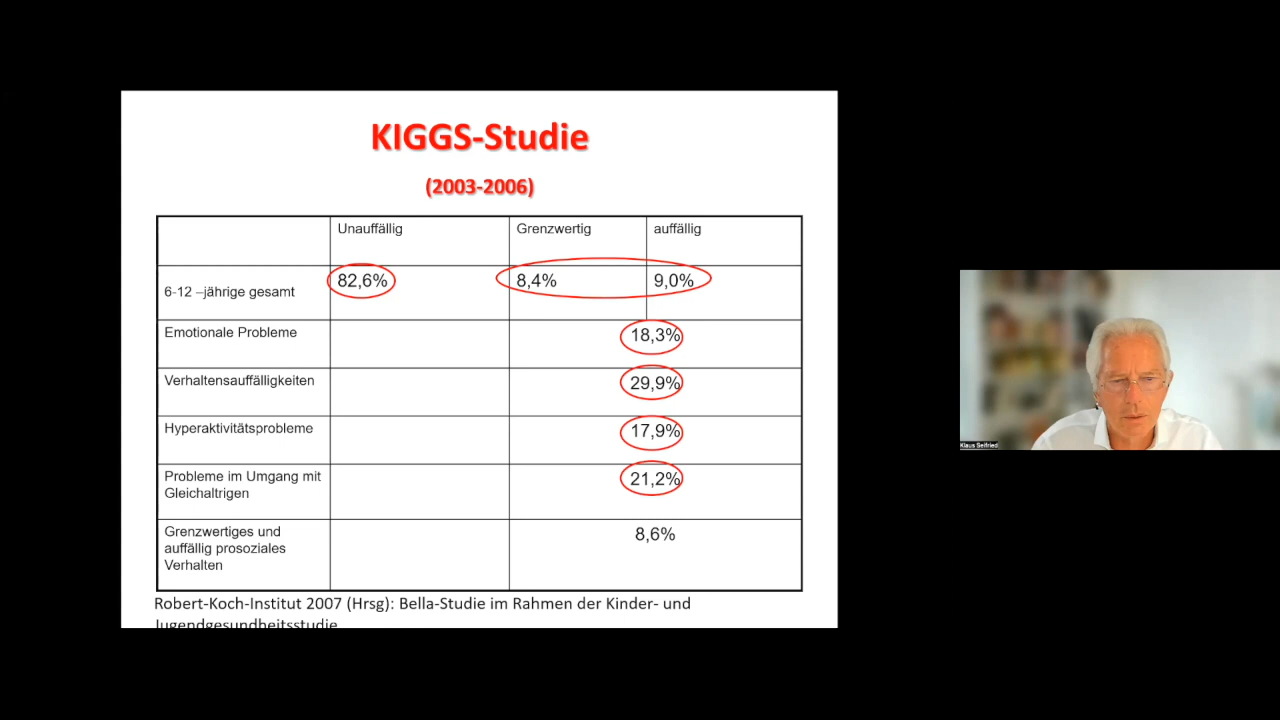 KIGGS-Studie
(2003-2006)
Unauffällig Grenzwertig auffällig
6-12 –jährige gesamt 82,6% 8,4% 9,0%
Emotionale Probleme 18,3%
Verhaltensauffälligkeiten 29,9%
Hyperaktivitätsprobleme 17,9%
Probleme im Umgang mit
Gleichaltrigen 21,2%
Grenzwertiges und
auffällig prosoziales
Verhalten 8,6%
Robert-Koch-Institut 2007 (Hrsg): Bella-Studie im Rahmen der Kinder- und
Jugendgesundheitsstudie
Klaus Seifried